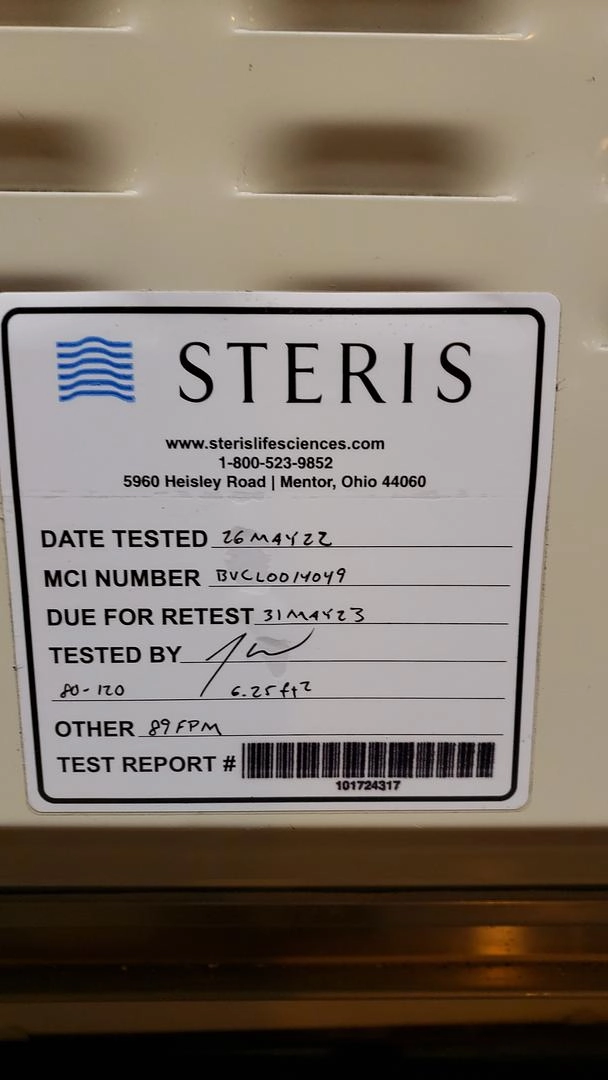 STERIS
www.sterislifesciences.com
1-800-523-9852
5960 Heisley Road | Mentor, Ohio 44060
DATE TESTED 26MAY22
MCI NUMBER BVCL0014049
DUE FOR RETEST 31MAY23
TESTED BY
80-120 6.25ft2
OTHER 89FPM
TEST REPORT #
101724317